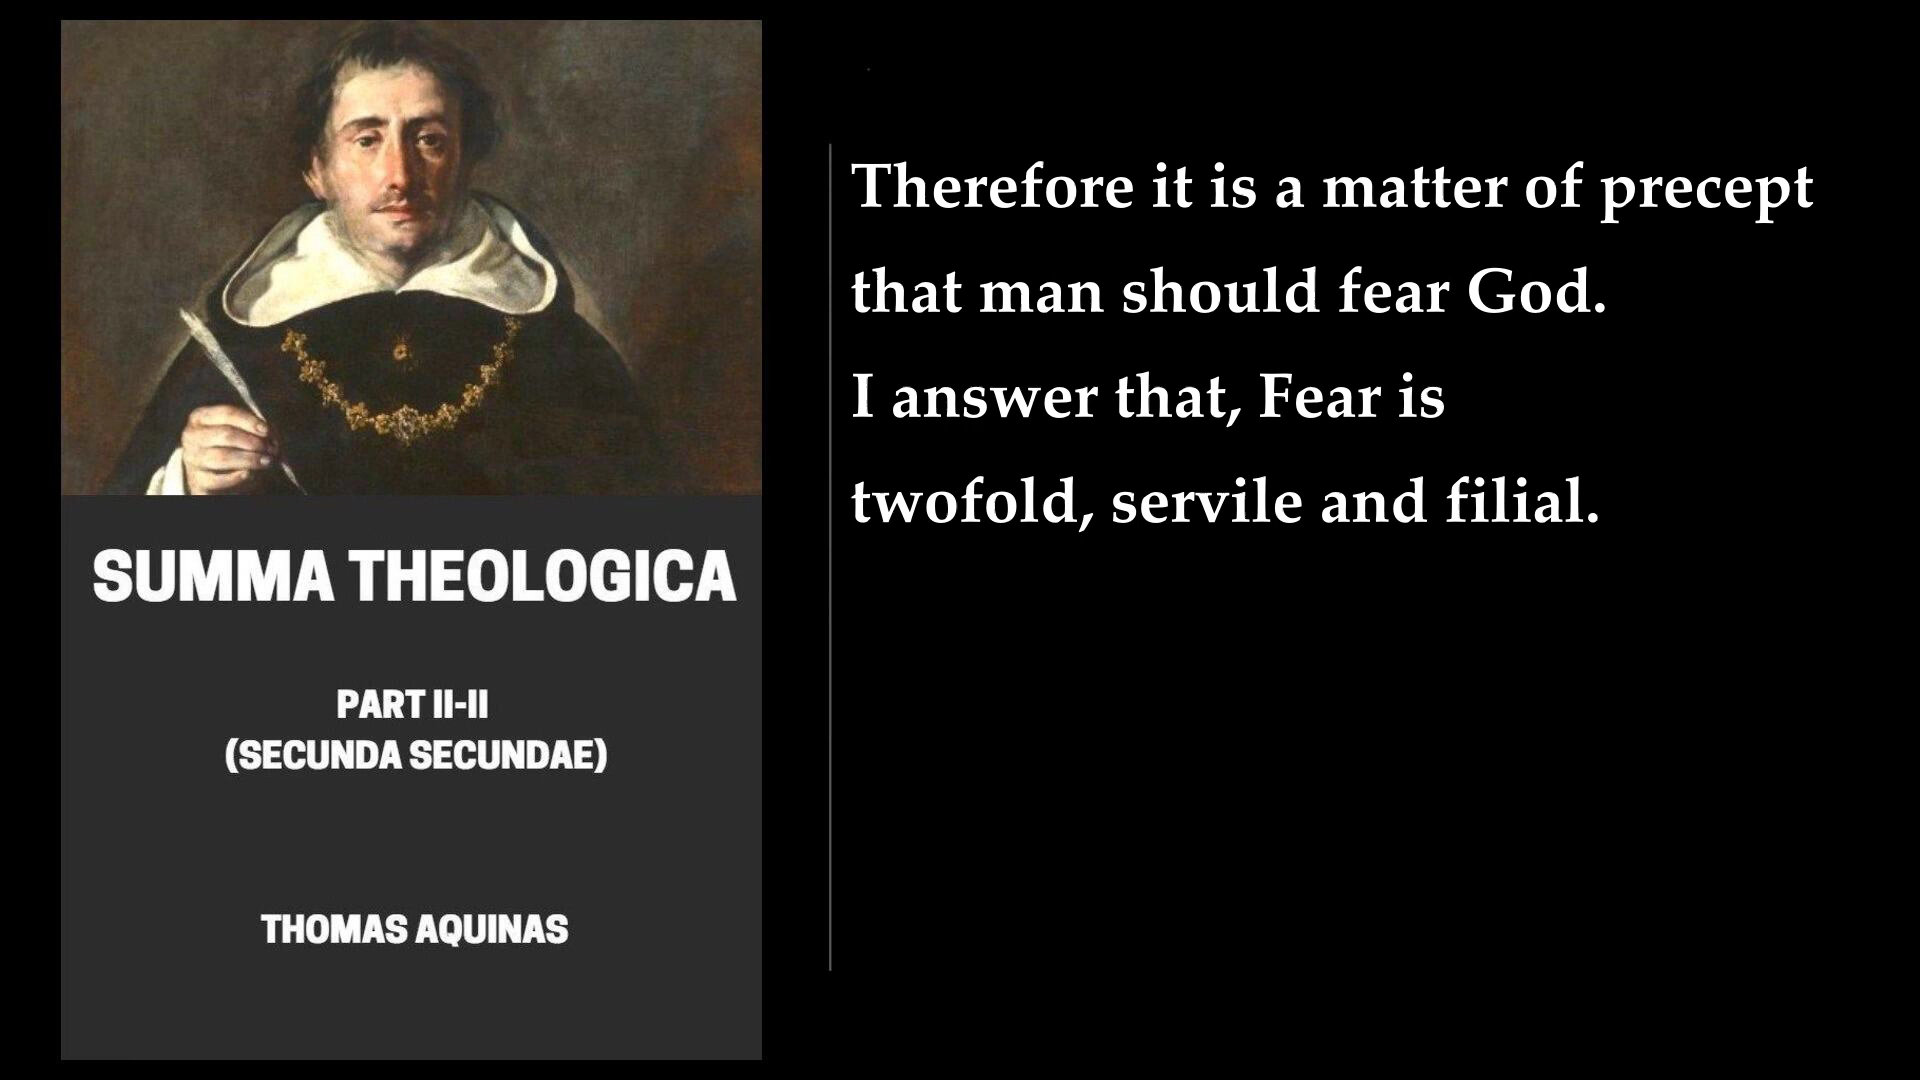 SUMMA THEOLOGICA
PART II-II
(SECUNDA SECUNDAE)
THOMAS AQUINAS
Therefore it is a matter of precept
that man should fear God.
I answer that, Fear is
twofold, servile and filial.